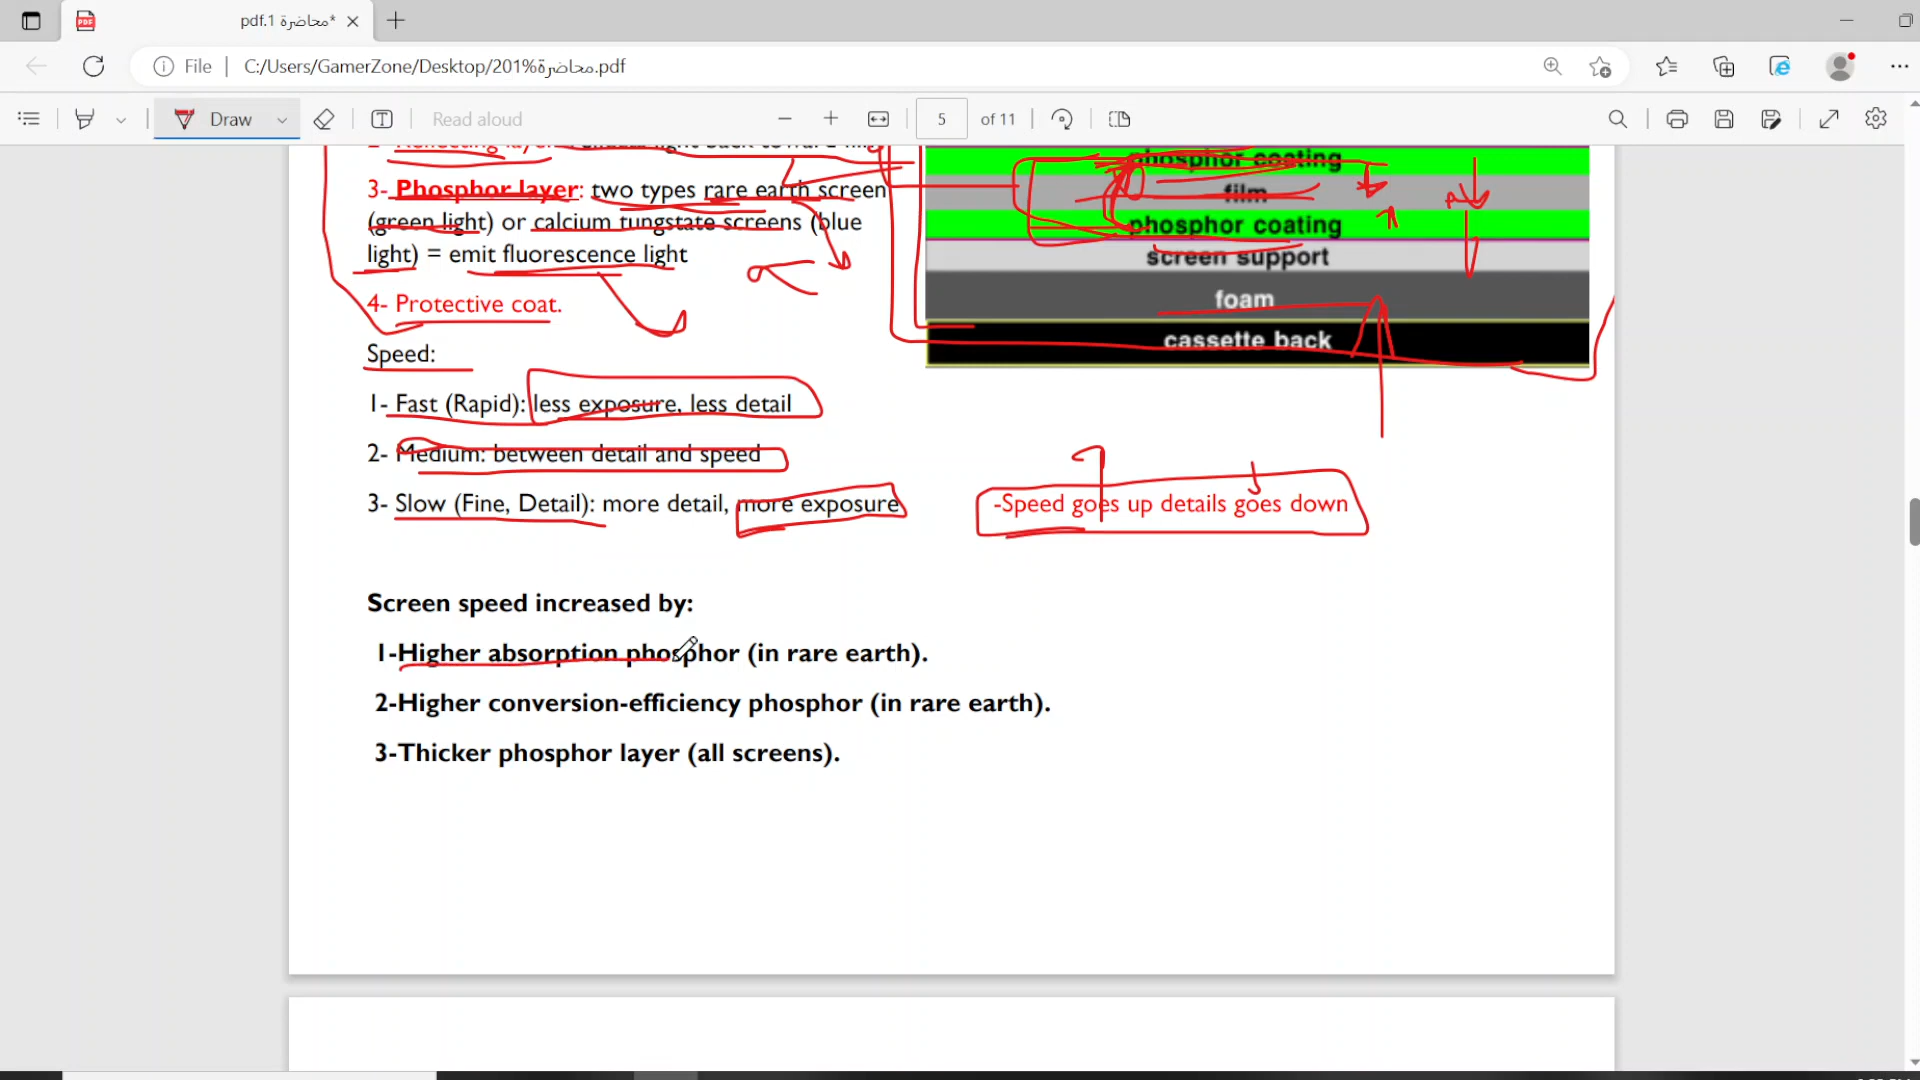 محاضرة 1.pdf*
File
C:/Users/GamerZone/Desktop/201%محاضرة.pdf
Draw
Read aloud
5 of 11
2- Reflecting layer:
3- Phosphor layer: two types rare earth screen
(green light) or calcium tungstate screens (blue
light) = emit fluorescence light
4- Protective coat.
phosphor coating
film
phosphor coating
screen support
foam
cassette back
Speed:
1- Fast (Rapid): less exposure, less detail
2- Medium: between detail and speed
3- Slow (Fine, Detail): more detail, more exposure
-Speed goes up details goes down
Screen speed increased by:
1-Higher absorption phosphor (in rare earth).
2-Higher conversion-efficiency phosphor (in rare earth).
3-Thicker phosphor layer (all screens).